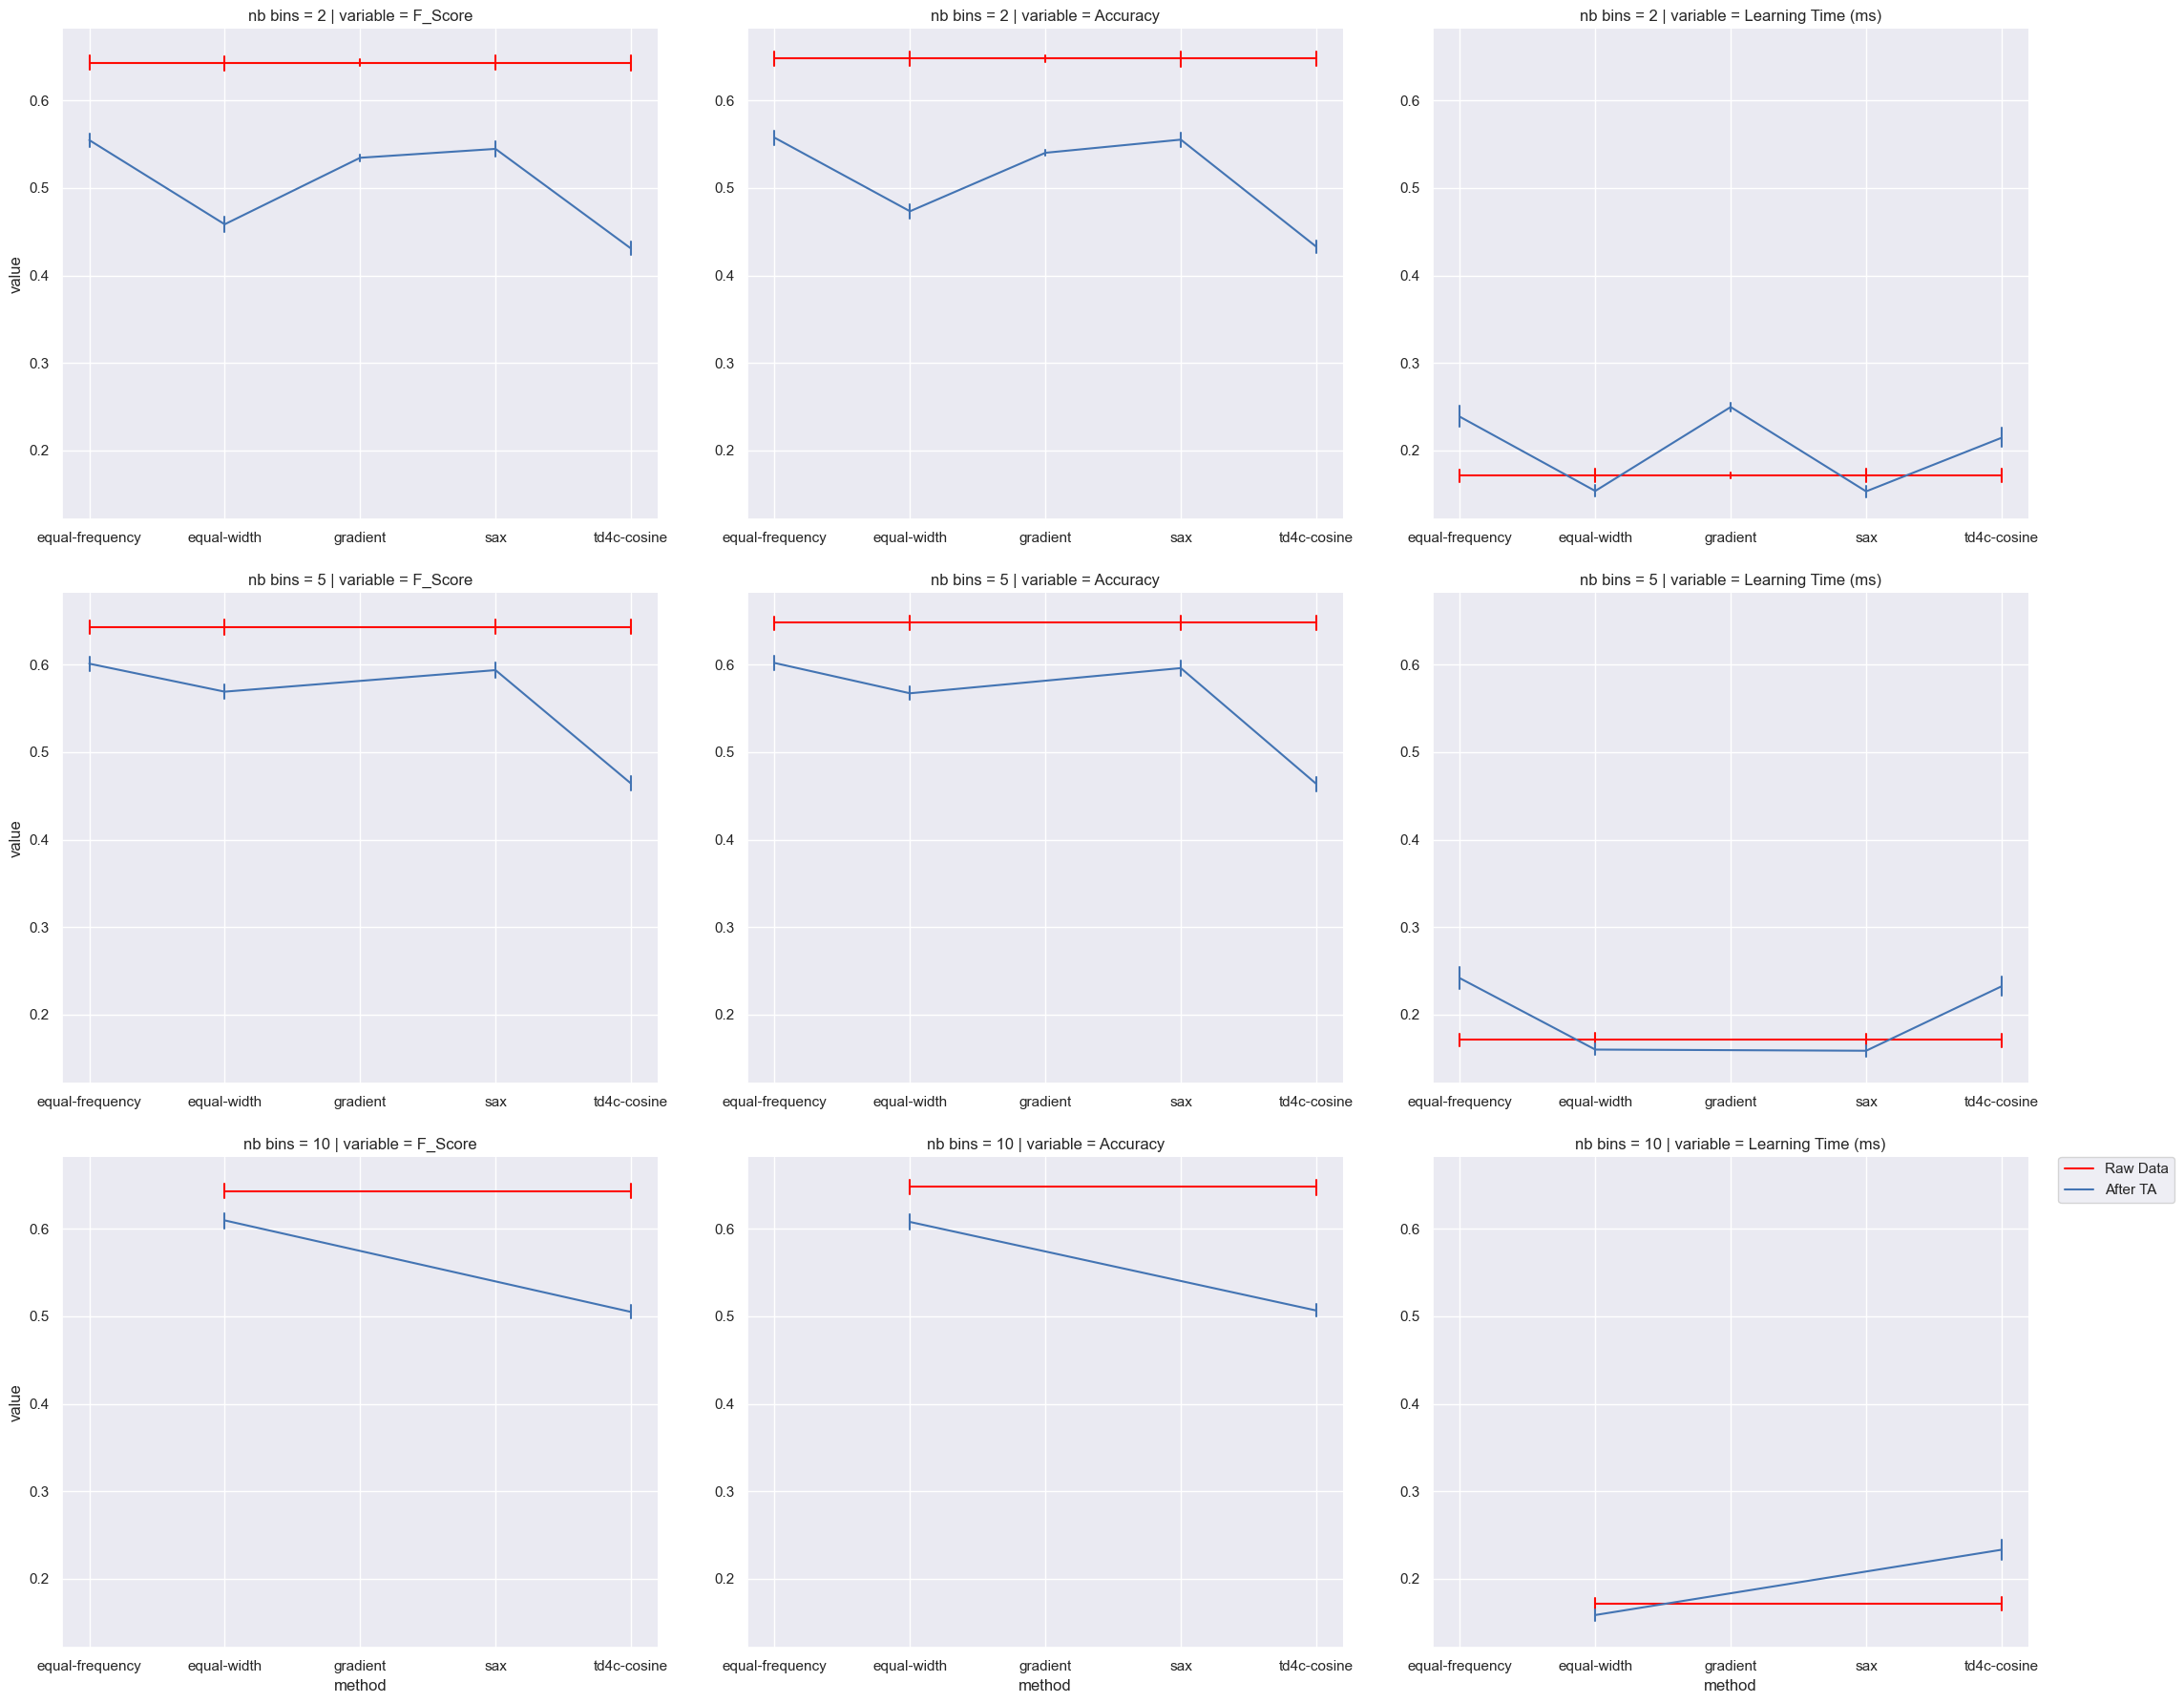 nb bins = 2 | variable = F_Score
nb bins = 2 | variable = Accuracy
nb bins = 2 | variable = Learning Time (ms)
value
0.6
0.5
0.4
0.3
0.2
0.6
0.5
0.4
0.3
0.2
0.6
0.5
0.4
0.3
0.2
equal-frequency equal-width gradient sax td4c-cosine
equal-frequency equal-width gradient sax td4c-cosine
equal-frequency equal-width gradient sax td4c-cosine
nb bins = 5 | variable = F_Score
nb bins = 5 | variable = Accuracy
nb bins = 5 | variable = Learning Time (ms)
value
0.6
0.5
0.4
0.3
0.2
0.6
0.5
0.4
0.3
0.2
0.6
0.5
0.4
0.3
0.2
equal-frequency equal-width gradient sax td4c-cosine
equal-frequency equal-width gradient sax td4c-cosine
equal-frequency equal-width gradient sax td4c-cosine
nb bins = 10 | variable = F_Score
nb bins = 10 | variable = Accuracy
nb bins = 10 | variable = Learning Time (ms)
Raw Data
After TA
value
0.6
0.5
0.4
0.3
0.2
0.6
0.5
0.4
0.3
0.2
0.6
0.5
0.4
0.3
0.2
equal-frequency equal-width gradient sax td4c-cosine
equal-frequency equal-width gradient sax td4c-cosine
equal-frequency equal-width gradient sax td4c-cosine
method
method
method